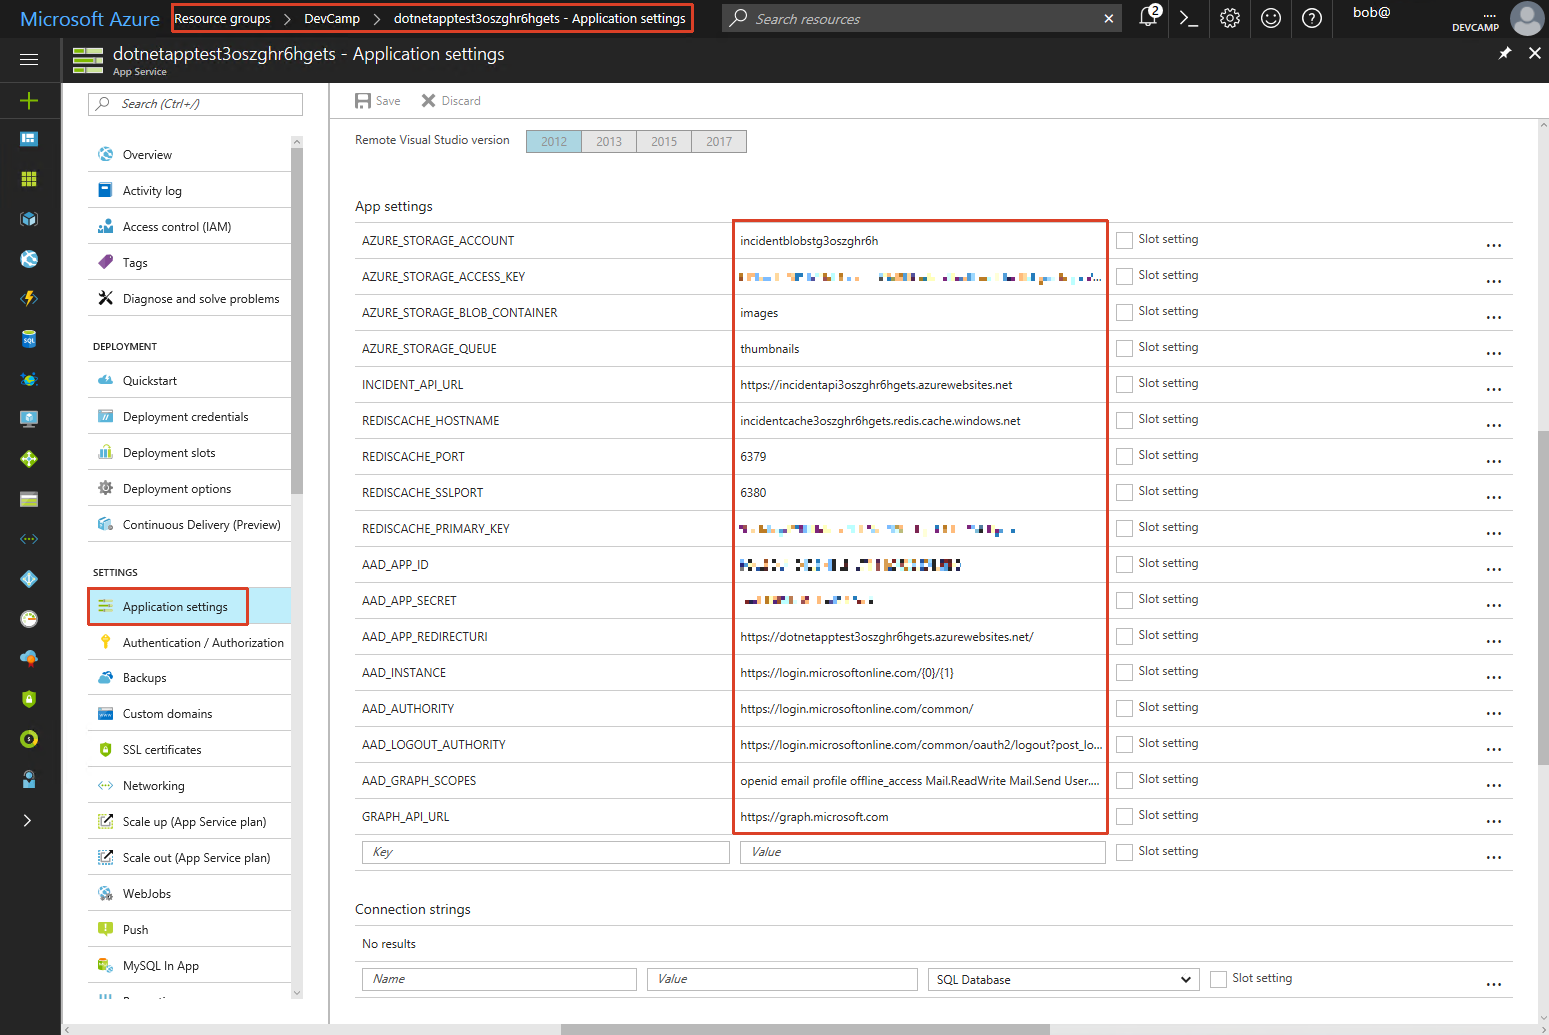 Microsoft Azure
Resource groups > DevCamp > dotnetapptest3oszghr6hgets - Application settings
Search resources
2
bob@
....
DEVCAMP
dotnetapptest3oszghr6hgets - Application settings
App Service
Search (Ctrl+/)
Overview
Activity log
Access control (IAM)
Tags
Diagnose and solve problems
DEPLOYMENT
Quickstart
Deployment credentials
Deployment slots
Deployment options
Continuous Delivery (Preview)
SETTINGS
Application settings
Authentication / Authorization
Backups
Custom domains
SSL certificates
Networking
Scale up (App Service plan)
Scale out (App Service plan)
WebJobs
Push
MySQL In App
Save Discard
Remote Visual Studio version 2012 2013 2015 2017
App settings
AZURE_STORAGE_ACCOUNT incidentblobstg3oszghr6h Slot setting ...
AZURE_STORAGE_ACCESS_KEY ... Slot setting ...
AZURE_STORAGE_BLOB_CONTAINER images Slot setting ...
AZURE_STORAGE_QUEUE thumbnails Slot setting ...
INCIDENT_API_URL https://incidentapi3oszghr6hgets.azurewebsites.net Slot setting ...
REDISCACHE_HOSTNAME incidentcache3oszghr6hgets.redis.cache.windows.net Slot setting ...
REDISCACHE_PORT 6379 Slot setting ...
REDISCACHE_SSLPORT 6380 Slot setting ...
REDISCACHE_PRIMARY_KEY Slot setting ...
AAD_APP_ID Slot setting ...
AAD_APP_SECRET Slot setting ...
AAD_APP_REDIRECTURI https://dotnetapptest3oszghr6hgets.azurewebsites.net/ Slot setting ...
AAD_INSTANCE https://login.microsoftonline.com/{0}/{1} Slot setting ...
AAD_AUTHORITY https://login.microsoftonline.com/common/ Slot setting ...
AAD_LOGOUT_AUTHORITY https://login.microsoftonline.com/common/oauth2/logout?post_lo... Slot setting ...
AAD_GRAPH_SCOPES openid email profile offline_access Mail.ReadWrite Mail.Send User.... Slot setting ...
GRAPH_API_URL https://graph.microsoft.com Slot setting ...
Key Value Slot setting ...
Connection strings
No results
Name Value SQL Database Slot setting ...